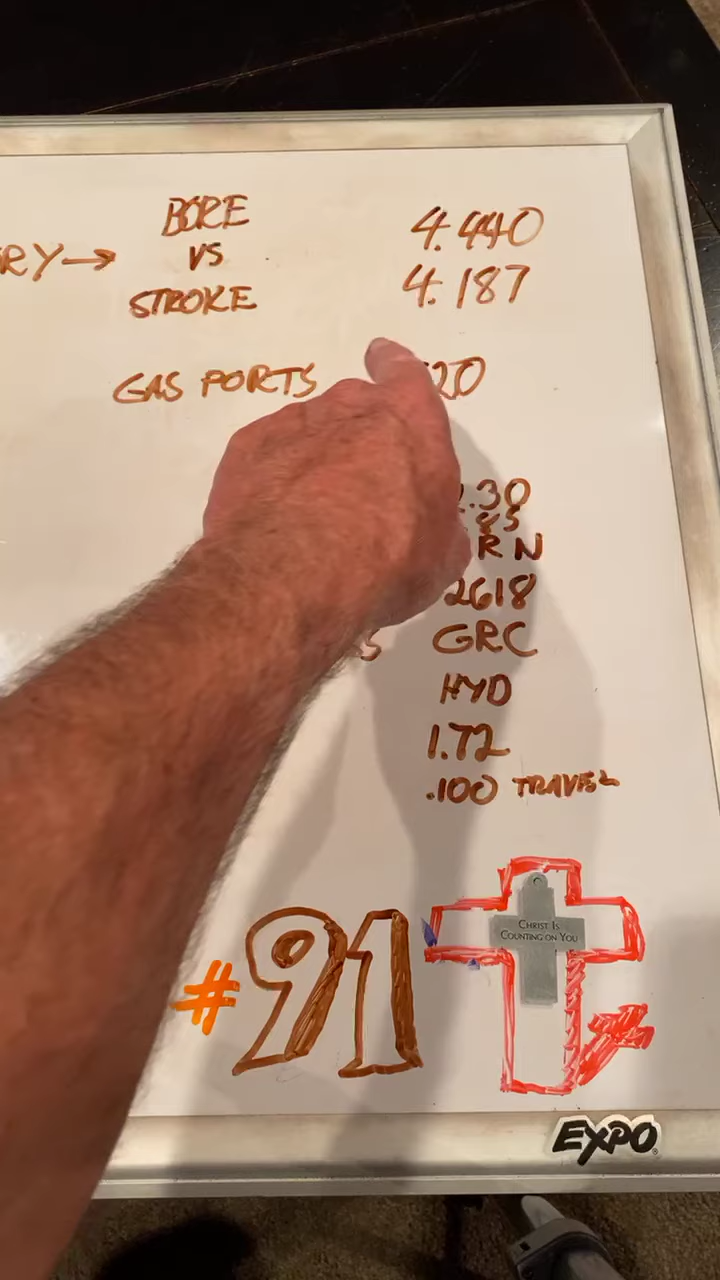 BORE
VS
STROKE
4.440
4.187
GAS PORTS
.30
RN
2618
GRC
HYD
1.72
.100 TRAVEL
#91
CHRIST IS
COUNTING ON YOU
EXPO